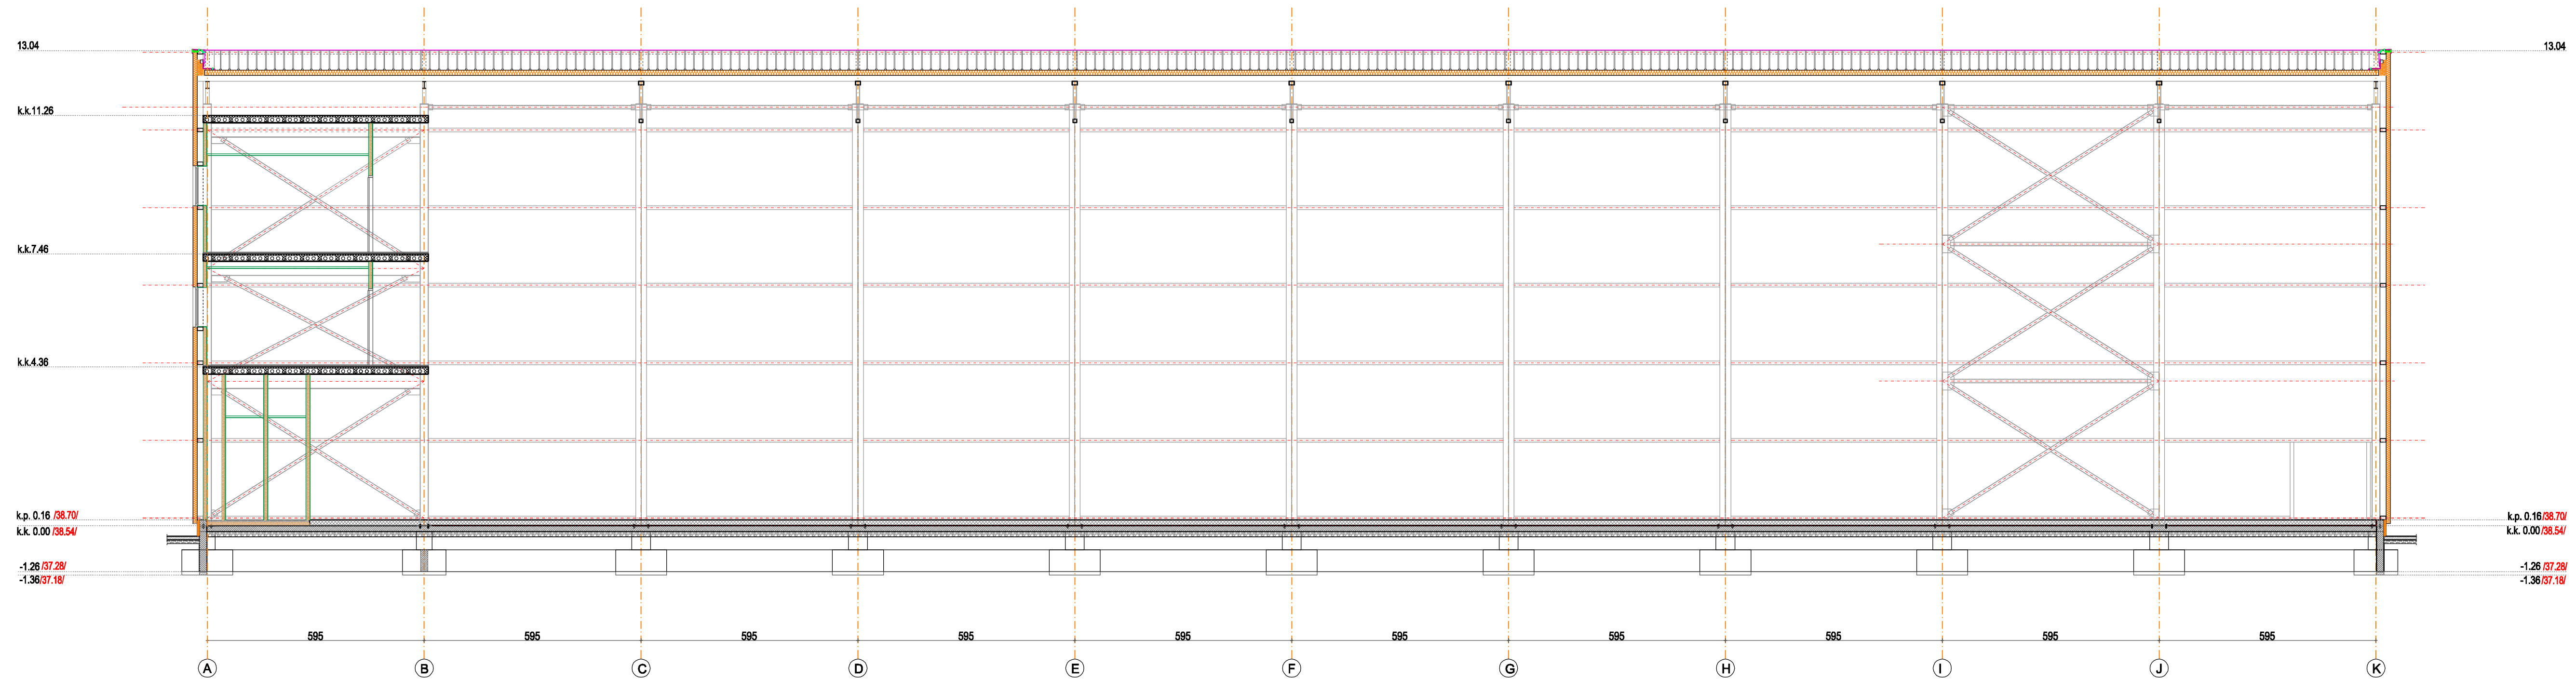 13.04 13.04
k.k.11.26
k.k.7.46
k.k.4.36
k.p. 0.16 /38.70/ k.p. 0.16 /38.70/
k.k. 0.00 /38.54/ k.k. 0.00 /38.54/
-1.26 /37.28/ -1.26 /37.28/
-1.36 /37.18/ -1.36 /37.18/
595 595 595 595 595 595 595 595 595 595
A B C D E F G H I J K